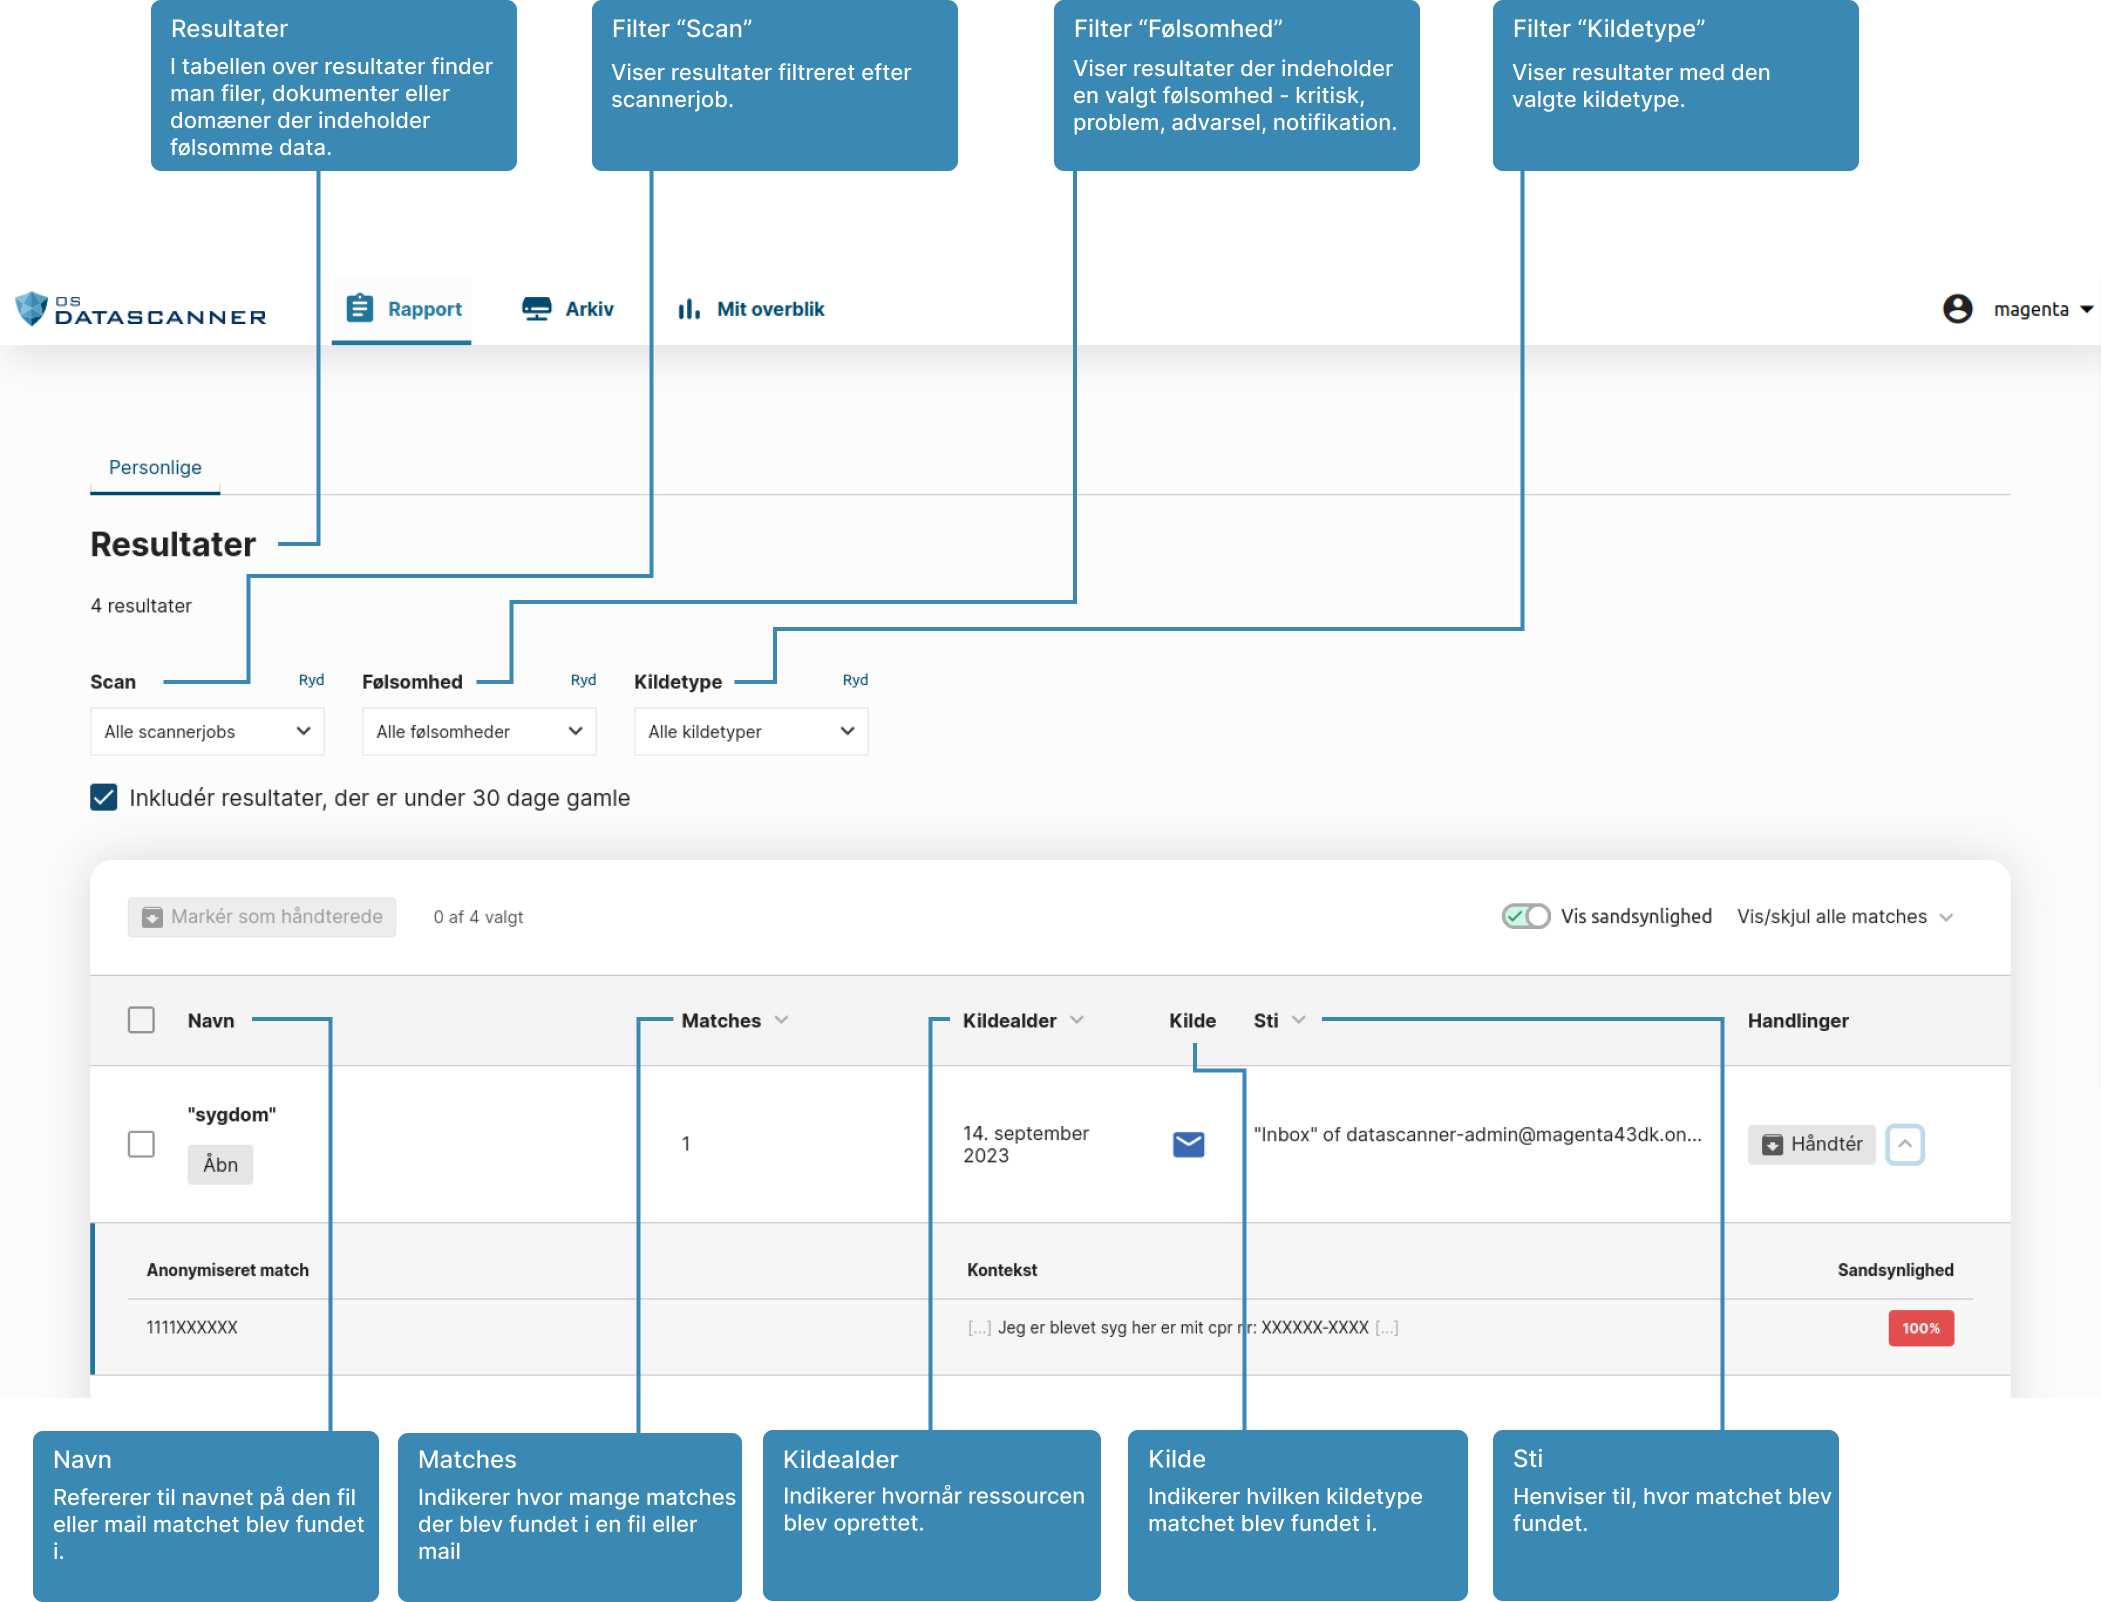 Resultater
I tabellen over resultater finder
man filer, dokumenter eller
domæner der indeholder
følsomme data.
Filter “Scan”
Viser resultater filtreret efter
scannerjob.
Filter “Følsomhed”
Viser resultater der indeholder
en valgt følsomhed - kritisk,
problem, advarsel, notifikation.
Filter “Kildetype”
Viser resultater med den
valgte kildetype.
OS
DATASCANNER
Rapport
Arkiv
Mit overblik
magenta
Personlige
Resultater
4 resultater
Scan Ryd
Følsomhed Ryd
Kildetype Ryd
Alle scannerjobs
Alle følsomheder
Alle kildetyper
Inkludér resultater, der er under 30 dage gamle
Markér som håndterede
0 af 4 valgt
Vis sandsynlighed
Vis/skjul alle matches
Navn
Matches
Kildealder
Kilde
Sti
Handlinger
"sygdom"
Åbn
1
14. september
2023
"Inbox" of datascanner-admin@magenta43dk.on...
Håndtér
Anonymiseret match
Kontekst
Sandsynlighed
1111XXXXXX
[...] Jeg er blevet syg her er mit cpr nr: XXXXXX-XXXX [...]
100%
Navn
Refererer til navnet på den fil
eller mail matchet blev fundet
i.
Matches
Indikerer hvor mange matches
der blev fundet i en fil eller
mail
Kildealder
Indikerer hvornår ressourcen
blev oprettet.
Kilde
Indikerer hvilken kildetype
matchet blev fundet i.
Sti
Henviser til, hvor matchet blev
fundet.